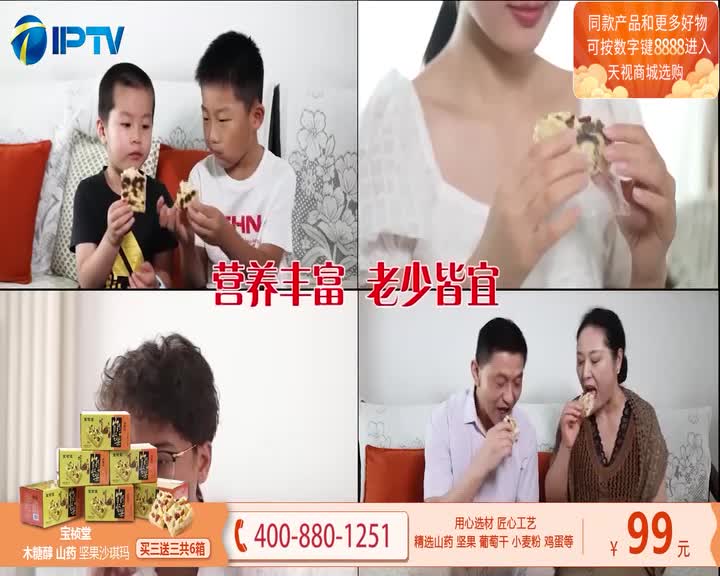 IPTV
同款产品和更多好物
可按数字键8888进入
天视商城选购
营养丰富 老少皆宜
HN
宝祯堂
木糖醇 山药 坚果沙琪玛
买三送三共6箱
400-880-1251
用心选材 匠心工艺
精选山药 坚果 葡萄干 小麦粉 鸡蛋等
¥ 99元